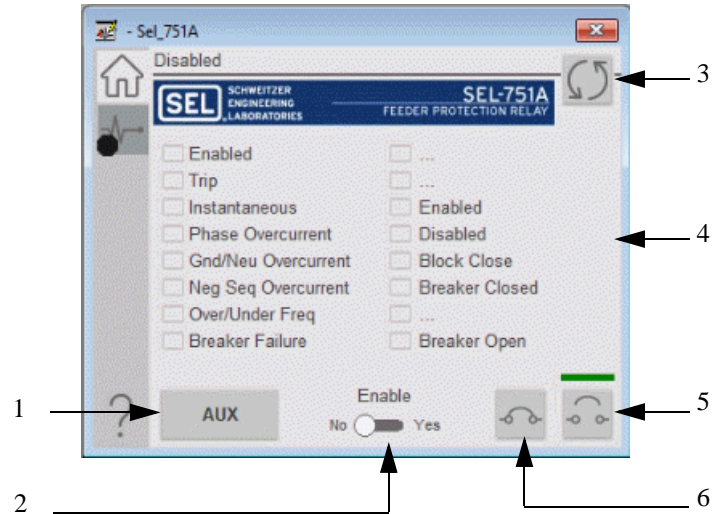 - Sel_751A
Disabled
SEL SCHWEITZER ENGINEERING LABORATORIES
SEL-751A
FEEDER PROTECTION RELAY
Enabled
...
Trip
...
Instantaneous
Enabled
Phase Overcurrent
Disabled
Gnd/Neu Overcurrent
Block Close
Neg Seq Overcurrent
Breaker Closed
Over/Under Freq
...
Breaker Failure
Breaker Open
?
AUX
Enable
No Yes
1
2
3
4
5
6